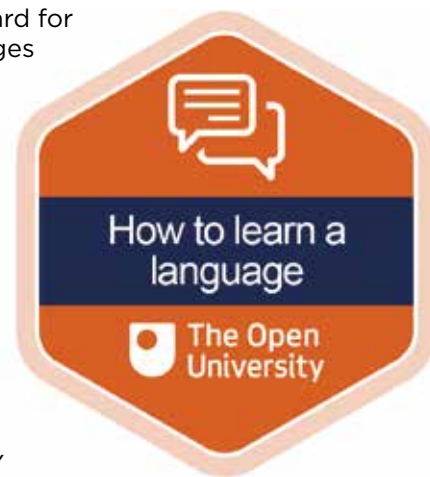 ard for
ges
How to learn a
language
The Open
University